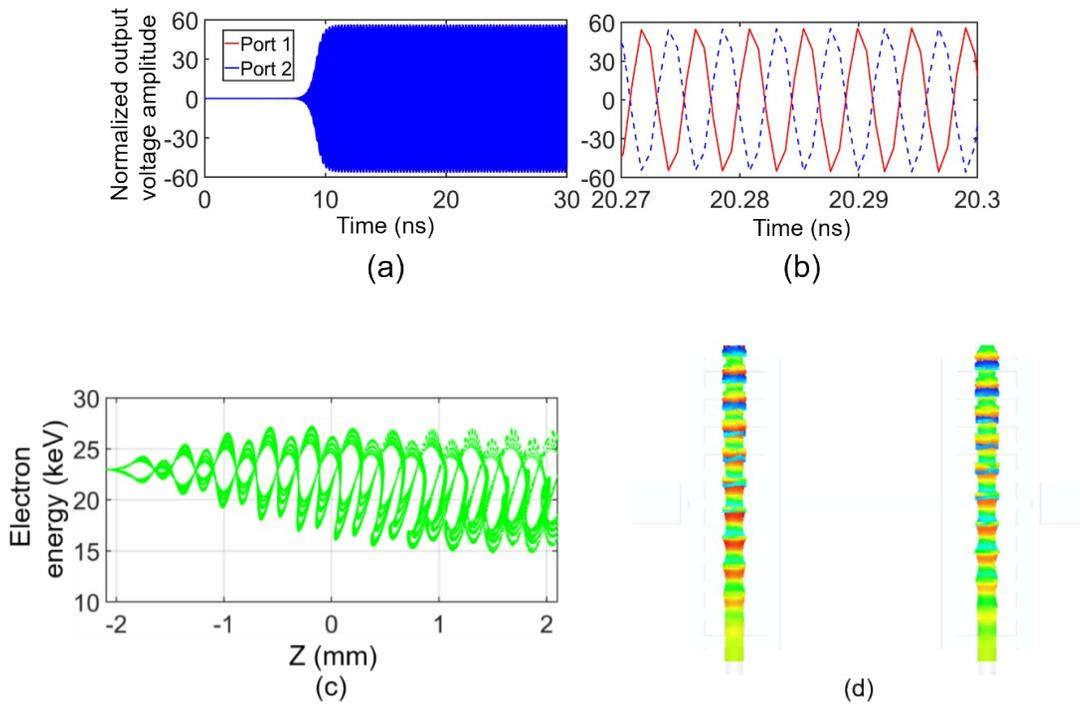 Normalized output
voltage amplitude
60
30
0
-30
-60
Port 1
Port 2
0
10
20
30
Time (ns)
(a)
60
30
0
-30
-60
20.27
20.28
20.29
20.3
Time (ns)
(b)
Electron
energy (keV)
30
25
20
15
10
-2
-1
0
1
2
Z (mm)
(c)
(d)